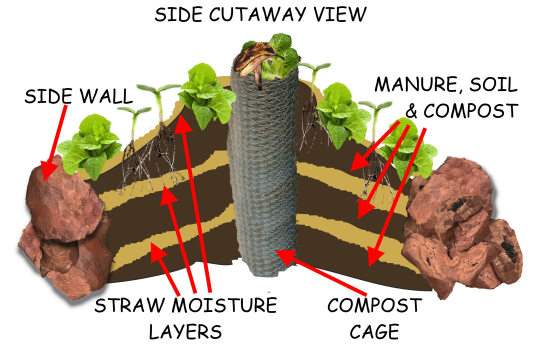 SIDE CUTAWAY VIEW
SIDE WALL
MANURE, SOIL
& COMPOST
STRAW MOISTURE
LAYERS
COMPOST
CAGE